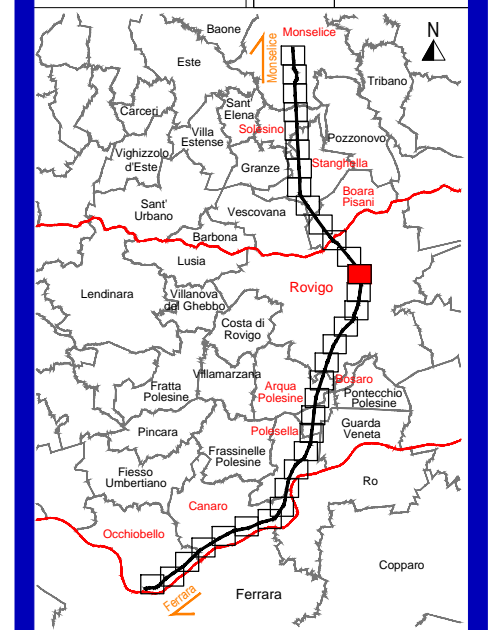 Baone
Monselice
N
Monselice
Este
Tribano
Carceri
Sant'
Elena
Solesino
Villa
Estense
Pozzonovo
Vighizzolo
d'Este
Granze
Stanghella
Boara
Pisani
Sant'
Urbano
Vescovana
Barbona
Lusia
Lendinara
Villanova
del Ghebbo
Rovigo
Costa di
Rovigo
Villamarzana
Fratta
Polesine
Arqua
Polesine
Bosaro
Pontecchio
Polesine
Pincara
Polesella
Guarda
Veneta
Frassinelle
Polesine
Fiesso
Umbertiano
Ro
Canaro
Occhiobello
Copparo
Ferrara
Ferrara